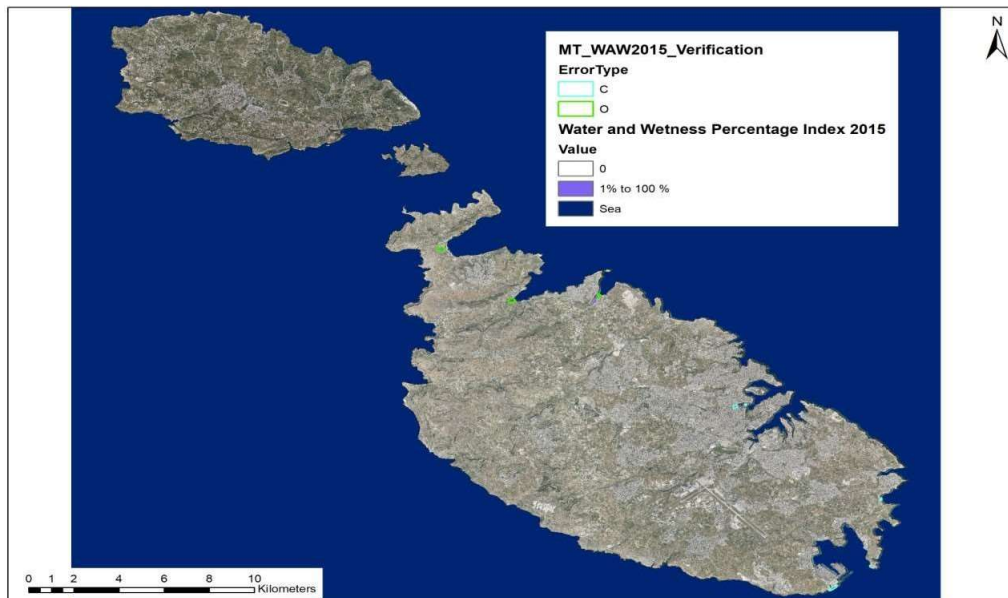 N
MT_WAW2015_Verification
ErrorType
C
O
Water and Wetness Percentage Index 2015
Value
0
1% to 100 %
Sea
0 1 2 4 6 8 10
Kilometers